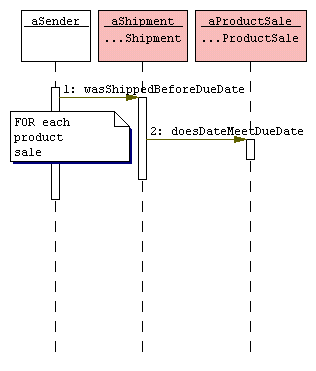 aSender
aShipment
...Shipment
aProductSale
...ProductSale
1: wasShippedBeforeDueDate
FOR each
product
sale
2: doesDateMeetDueDate